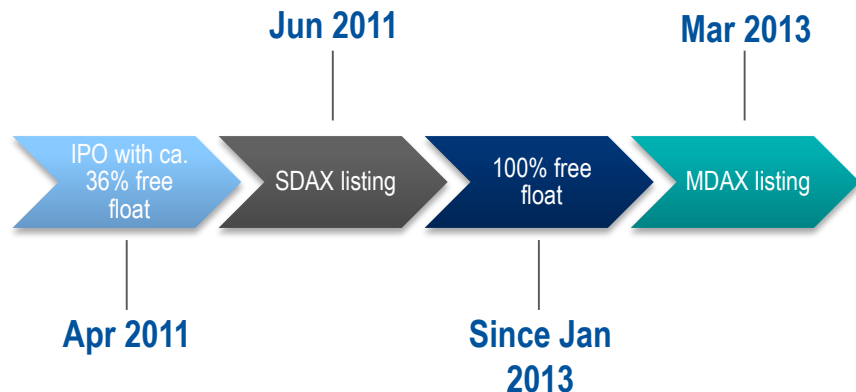 Jun 2011
Mar 2013
IPO with ca.
36% free
float
SDAX listing
100% free
float
MDAX listing
Apr 2011
Since Jan
2013